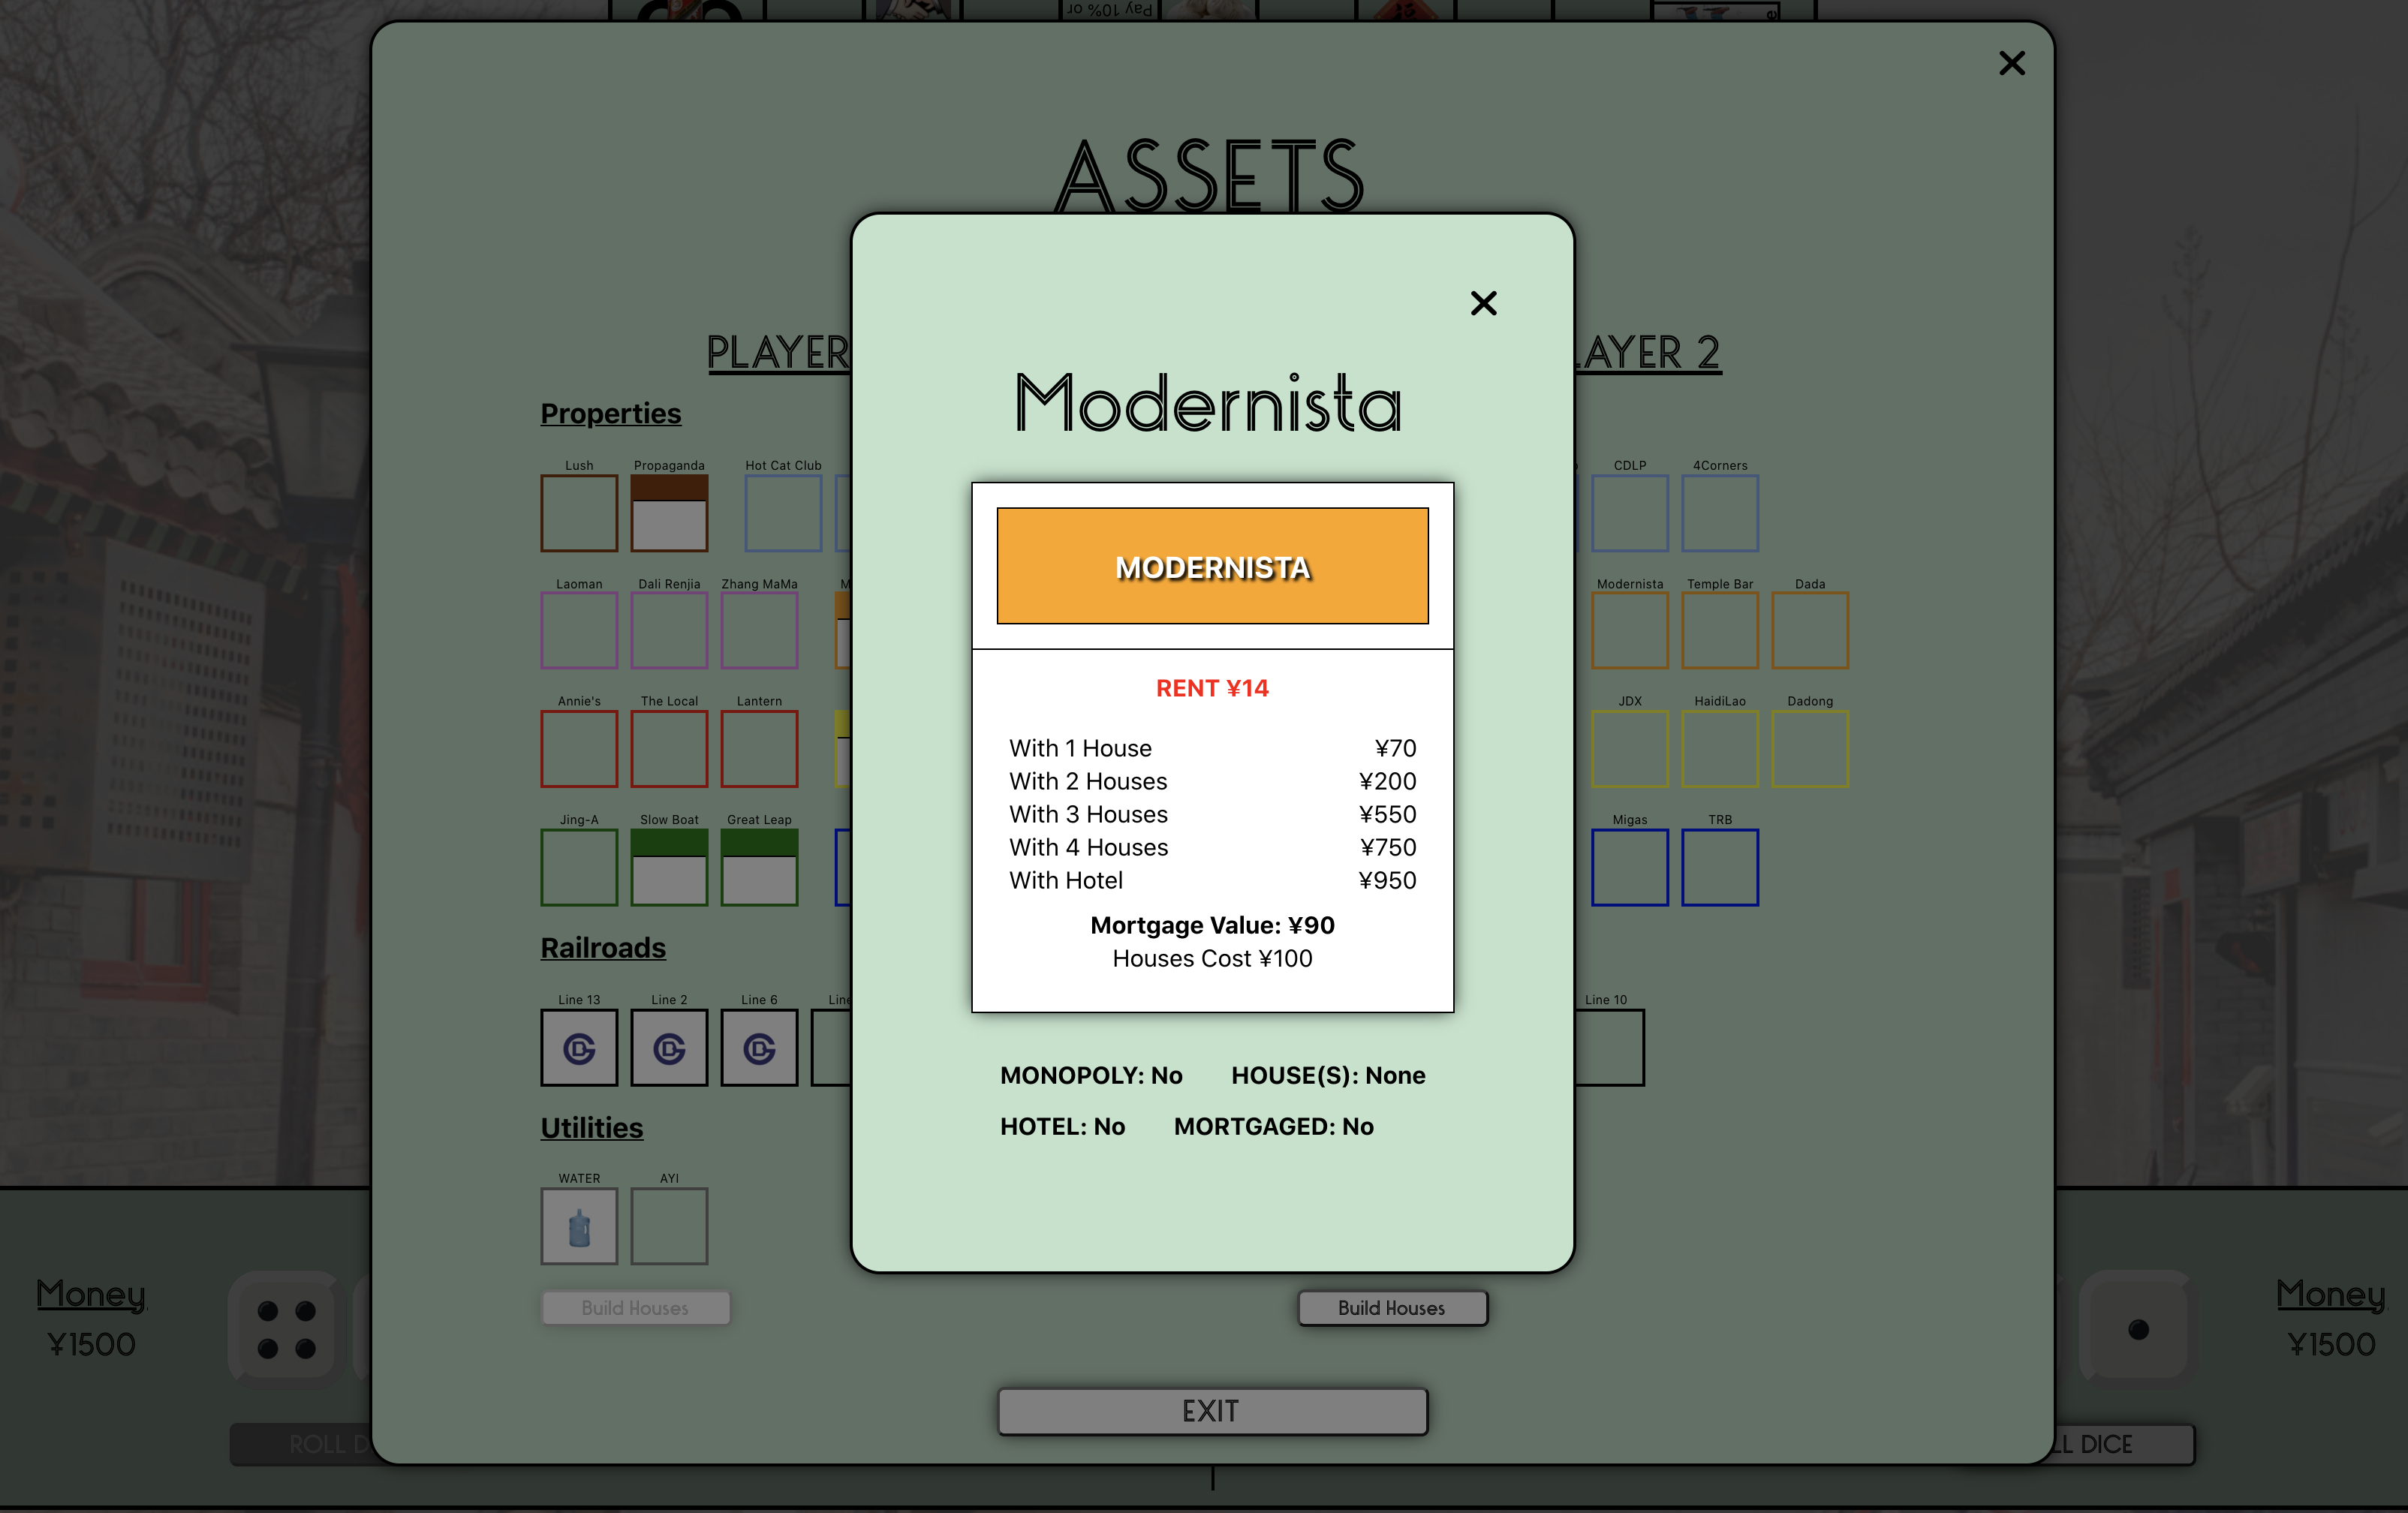 Pay 10% or
ASSETS
PLAYER
LAYER 2
Properties
Lush Propaganda Hot Cat Club
CDLP 4Corners
Laoman Dali Renjia Zhang MaMa M
Modernista Temple Bar Dada
Annie's The Local Lantern
JDX HaidiLao Dadong
Jing-A Slow Boat Great Leap
Migas TRB
Railroads
Line 13 Line 2 Line 6 Line
Line 10
Utilities
WATER AYI
Build Houses
Build Houses
EXIT
Modernista
MODERNISTA
RENT ¥14
With 1 House ¥70
With 2 Houses ¥200
With 3 Houses ¥550
With 4 Houses ¥750
With Hotel ¥950
Mortgage Value: ¥90
Houses Cost ¥100
MONOPOLY: No HOUSE(S): None
HOTEL: No MORTGAGED: No
Money
¥1500
ROLL D
Money
¥1500
LL DICE